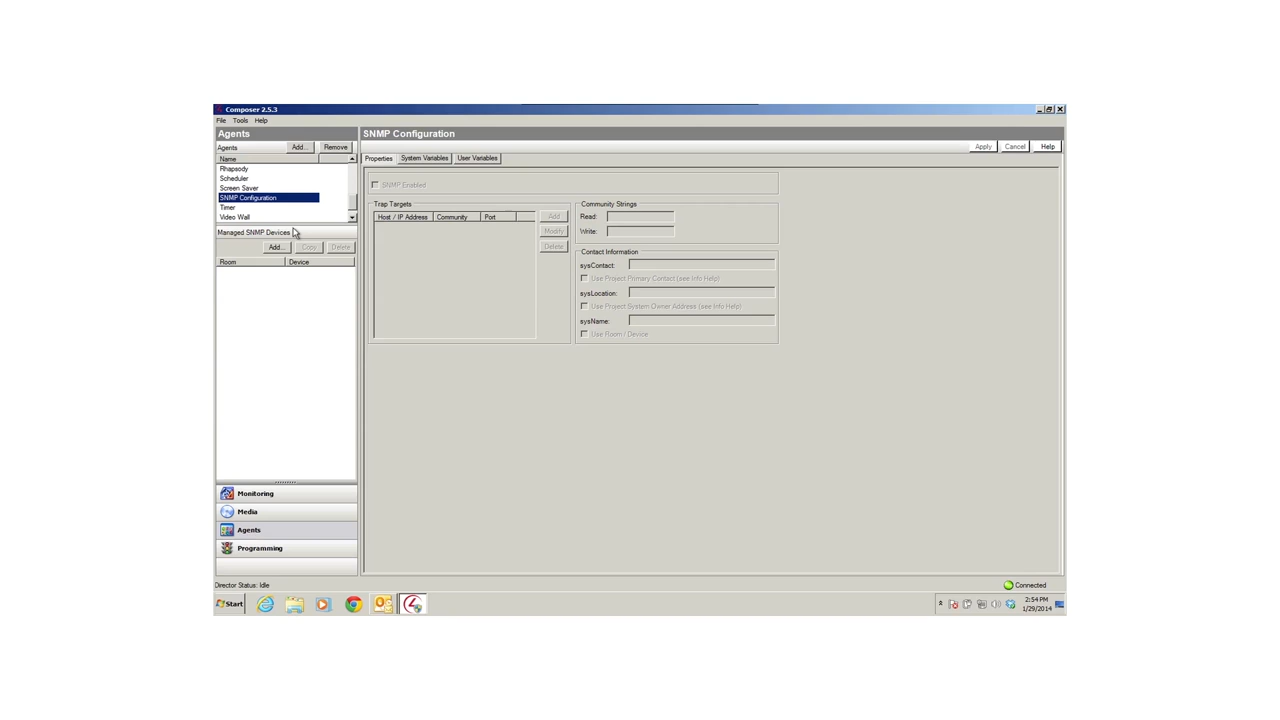 Composer 2.5.3
File Tools Help
Agents
SNMP Configuration
Agents Add... Remove
Apply Cancel Help
Name
Properties System Variables User Variables
Rhapsody
Scheduler
Screen Saver
SNMP Configuration
Timer
Video Wall
Managed SNMP Devices
Add... Copy Delete
Room Device
SNMP Enabled
Trap Targets
Host / IP Address Community Port
Add
Modify
Delete
Community Strings
Read:
Write:
Contact Information
sysContact:
Use Project Primary Contact (see Info Help)
sysLocation:
Use Project System Owner Address (see Info Help)
sysName:
Use Room / Device
Monitoring
Media
Agents
Programming
Director Status: Idle
Connected
Start
2:54 PM
1/29/2014